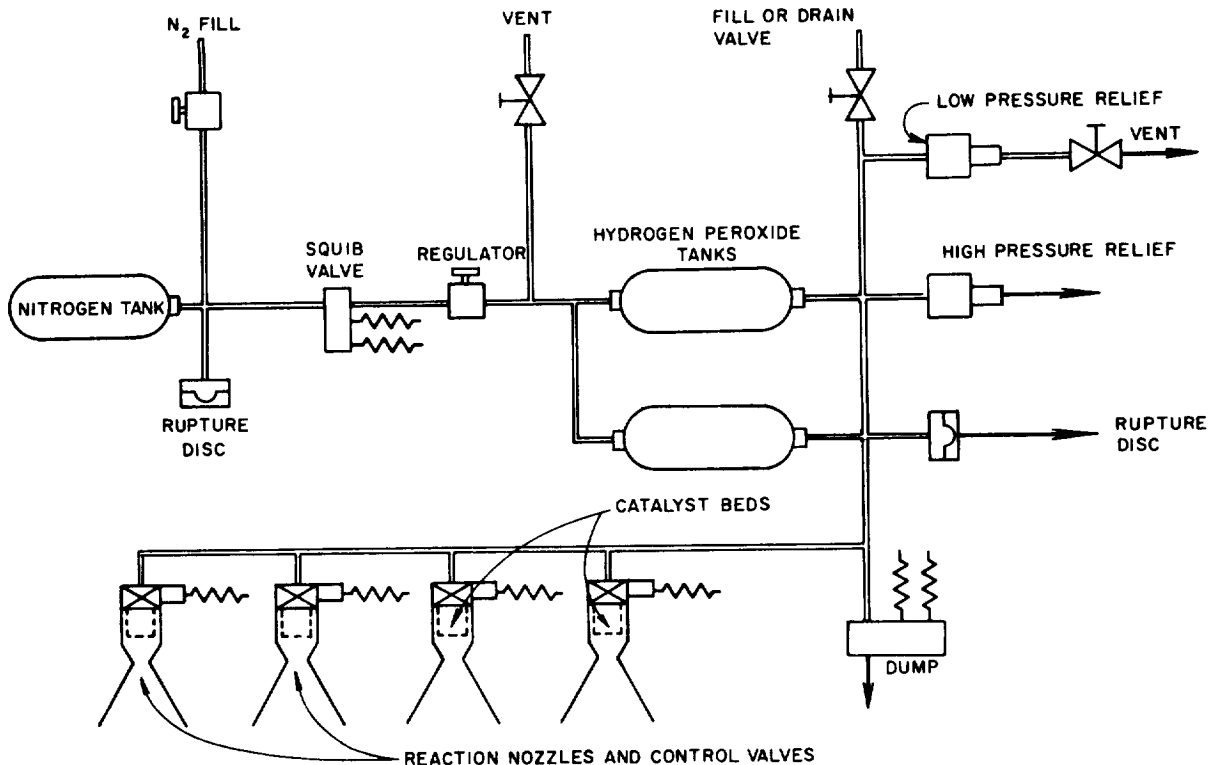 N₂ FILL
VENT
FILL OR DRAIN
VALVE
LOW PRESSURE RELIEF
VENT
SQUIB
VALVE
REGULATOR
HYDROGEN PEROXIDE
TANKS
HIGH PRESSURE RELIEF
NITROGEN TANK
RUPTURE
DISC
RUPTURE
DISC
CATALYST BEDS
DUMP
REACTION NOZZLES AND CONTROL VALVES